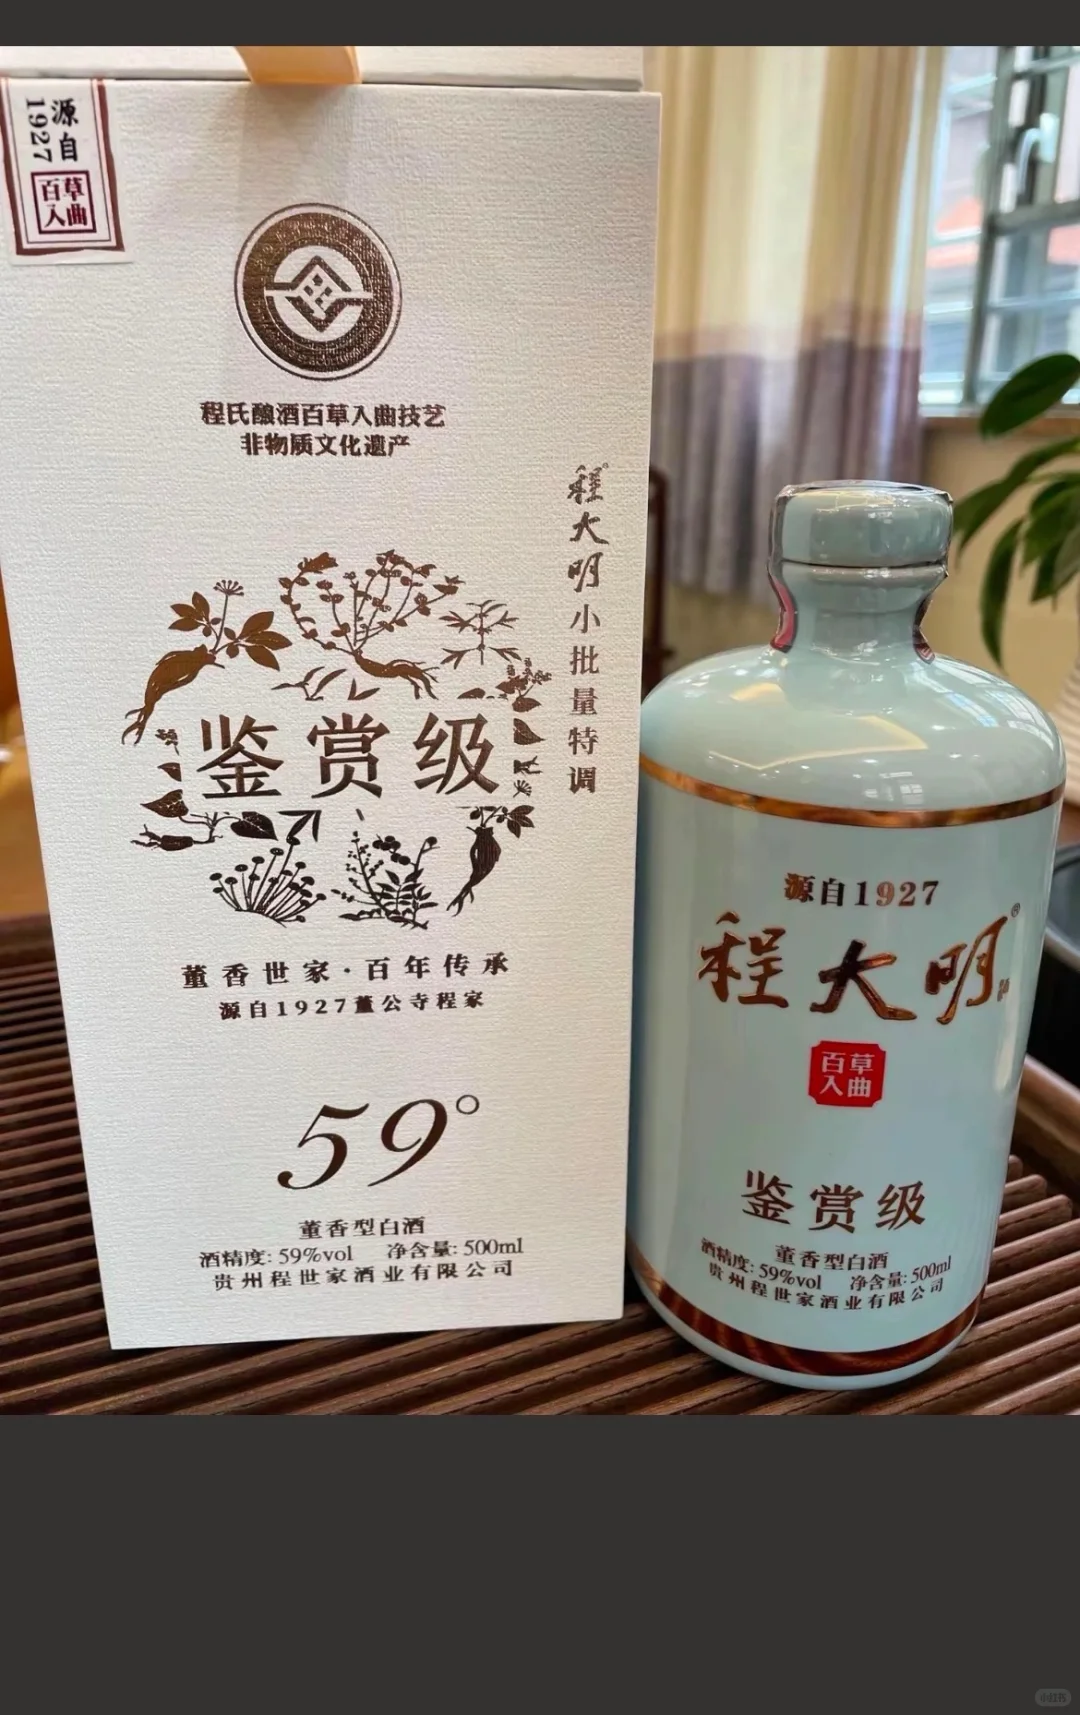 源自
1927
百草
入曲
程氏酿酒百草入曲技艺
非物质文化遗产
程大明小批量特调
鉴赏级
董香世家·百年传承
源自1927董公寺程家
59°
董香型白酒
酒精度: 59%vol 净含量: 500ml
贵州程世家酒业有限公司
源自1927
程大明®
百草
入曲
鉴赏级
董香型白酒
酒精度: 59%vol 净含量: 500ml
贵州程世家酒业有限公司
小红书